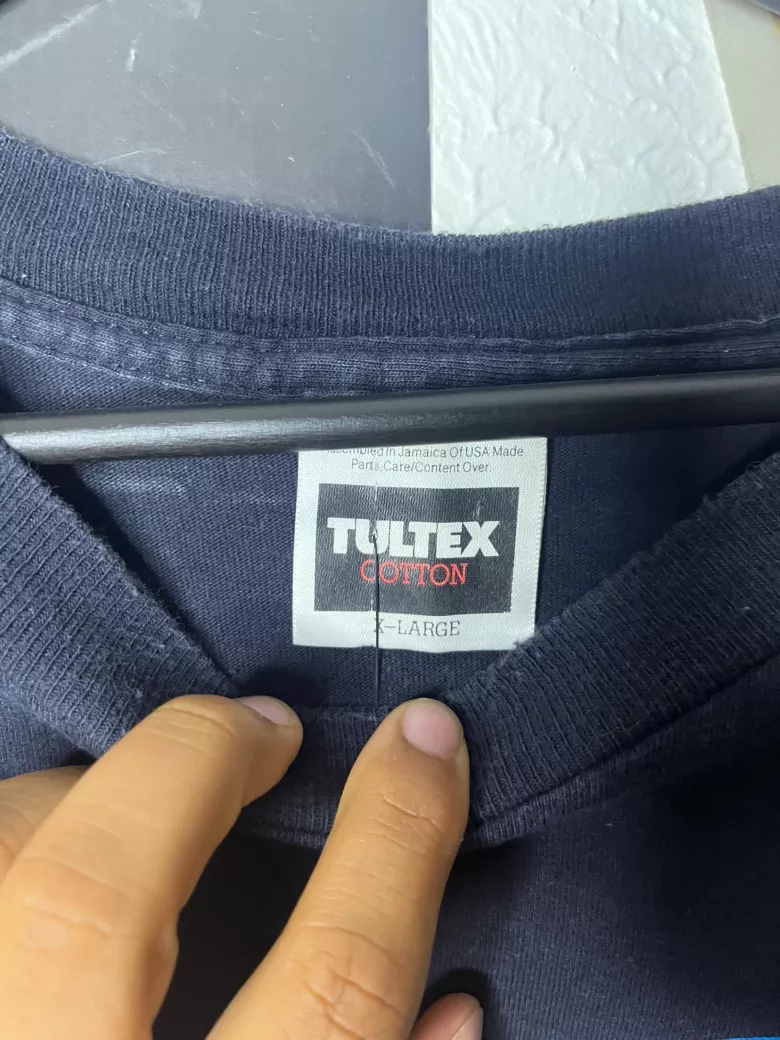 In Jamaica Of USA Made
Parts. Care/Content Over.
TULTEX
COTTON
X-LARGE